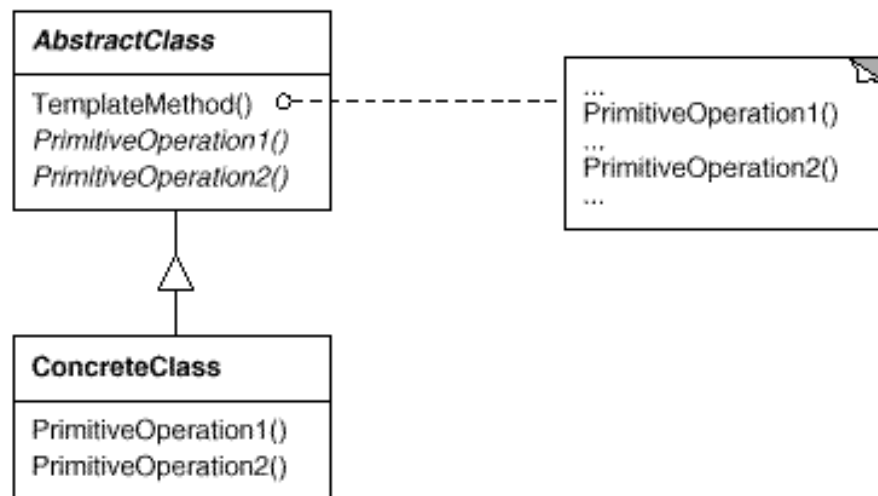 AbstractClass
TemplateMethod()
PrimitiveOperation1()
PrimitiveOperation2()
...
PrimitiveOperation1()
...
PrimitiveOperation2()
...
ConcreteClass
PrimitiveOperation1()
PrimitiveOperation2()